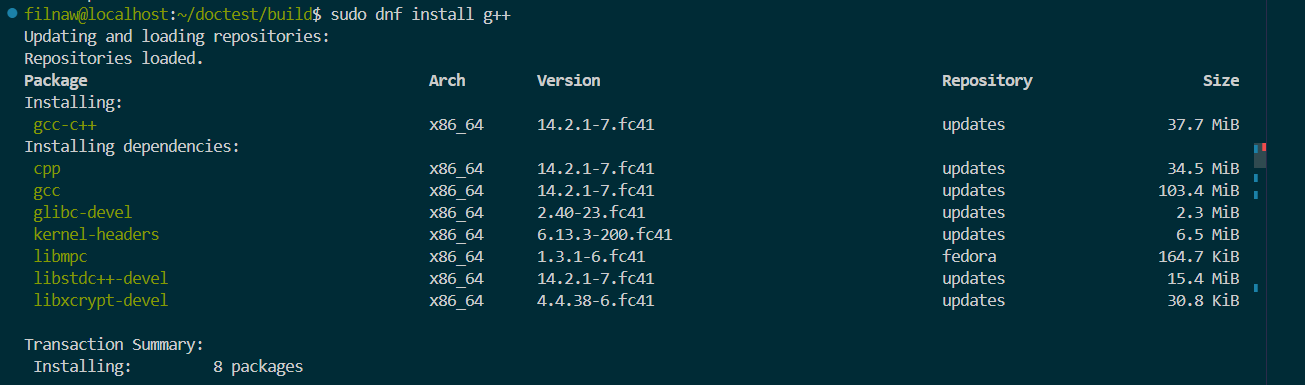 filnaw@localhost:~/doctest/build$ sudo dnf install g++
Updating and loading repositories:
Repositories loaded.
Package Arch Version Repository Size
Installing:
gcc-c++ x86_64 14.2.1-7.fc41 updates 37.7 MiB
Installing dependencies:
cpp x86_64 14.2.1-7.fc41 updates 34.5 MiB
gcc x86_64 14.2.1-7.fc41 updates 103.4 MiB
glibc-devel x86_64 2.40-23.fc41 updates 2.3 MiB
kernel-headers x86_64 6.13.3-200.fc41 updates 6.5 MiB
libmpc x86_64 1.3.1-6.fc41 fedora 164.7 KiB
libstdc++-devel x86_64 14.2.1-7.fc41 updates 15.4 MiB
libxcrypt-devel x86_64 4.4.38-6.fc41 updates 30.8 KiB
Transaction Summary:
Installing: 8 packages